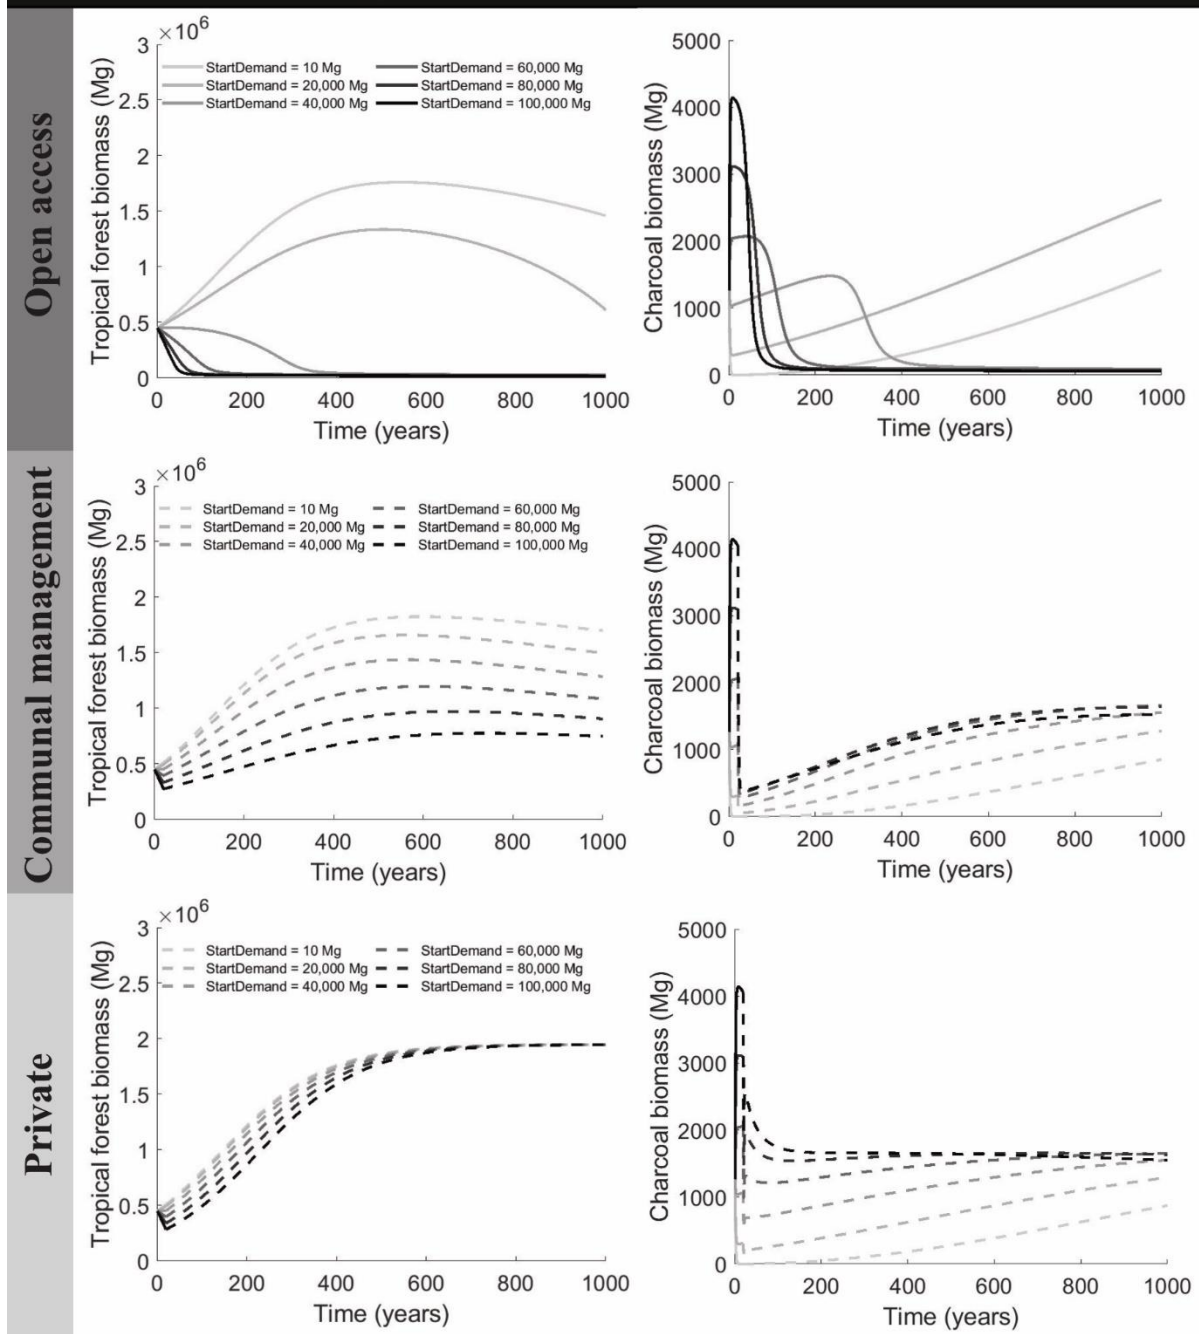 Open access
×10⁶
Tropical forest biomass (Mg)
3
2.5
2
1.5
1
0.5
0
StartDemand = 10 Mg
StartDemand = 20,000 Mg
StartDemand = 40,000 Mg
StartDemand = 60,000 Mg
StartDemand = 80,000 Mg
StartDemand = 100,000 Mg
0 200 400 600 800 1000
Time (years)
Charcoal biomass (Mg)
5000
4000
3000
2000
1000
0
0 200 400 600 800 1000
Time (years)
Communal management
×10⁶
Tropical forest biomass (Mg)
3
2.5
2
1.5
1
0.5
0
StartDemand = 10 Mg
StartDemand = 20,000 Mg
StartDemand = 40,000 Mg
StartDemand = 60,000 Mg
StartDemand = 80,000 Mg
StartDemand = 100,000 Mg
0 200 400 600 800 1000
Time (years)
Charcoal biomass (Mg)
5000
4000
3000
2000
1000
0
0 200 400 600 800 1000
Time (years)
Private
×10⁶
Tropical forest biomass (Mg)
3
2.5
2
1.5
1
0.5
0
StartDemand = 10 Mg
StartDemand = 20,000 Mg
StartDemand = 40,000 Mg
StartDemand = 60,000 Mg
StartDemand = 80,000 Mg
StartDemand = 100,000 Mg
0 200 400 600 800 1000
Time (years)
Charcoal biomass (Mg)
5000
4000
3000
2000
1000
0
0 200 400 600 800 1000
Time (years)